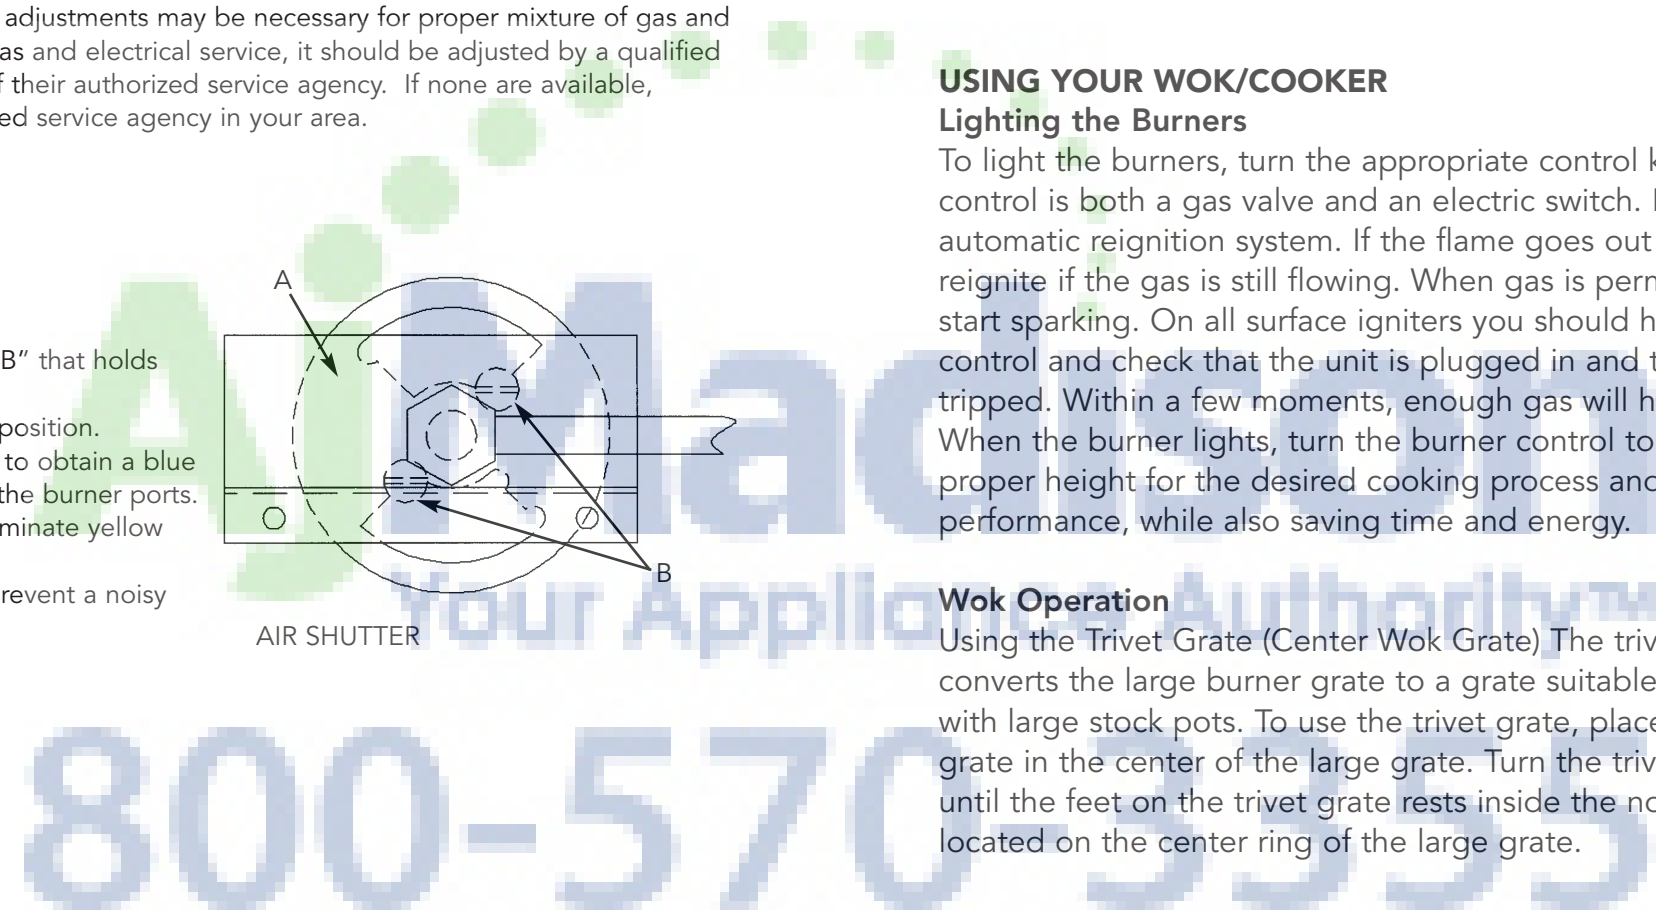 adjustments may be necessary for proper mixture of gas and
as and electrical service, it should be adjusted by a qualified
f their authorized service agency. If none are available,
ed service agency in your area.
A
B” that holds
position.
to obtain a blue
the burner ports.
minate yellow
revent a noisy
B
AIR SHUTTER
USING YOUR WOK/COOKER
Lighting the Burners
To light the burners, turn the appropriate control k
control is both a gas valve and an electric switch.
automatic reignition system. If the flame goes out
reignite if the gas is still flowing. When gas is perm
start sparking. On all surface igniters you should h
control and check that the unit is plugged in and t
tripped. Within a few moments, enough gas will h
When the burner lights, turn the burner control to
proper height for the desired cooking process and
performance, while also saving time and energy.
Wok Operation
Using the Trivet Grate (Center Wok Grate) The triv
converts the large burner grate to a grate suitable
with large stock pots. To use the trivet grate, place
grate in the center of the large grate. Turn the triv
until the feet on the trivet grate rests inside the no
located on the center ring of the large grate.
AjMadison
Your Appliance Authority™
800-570-3355